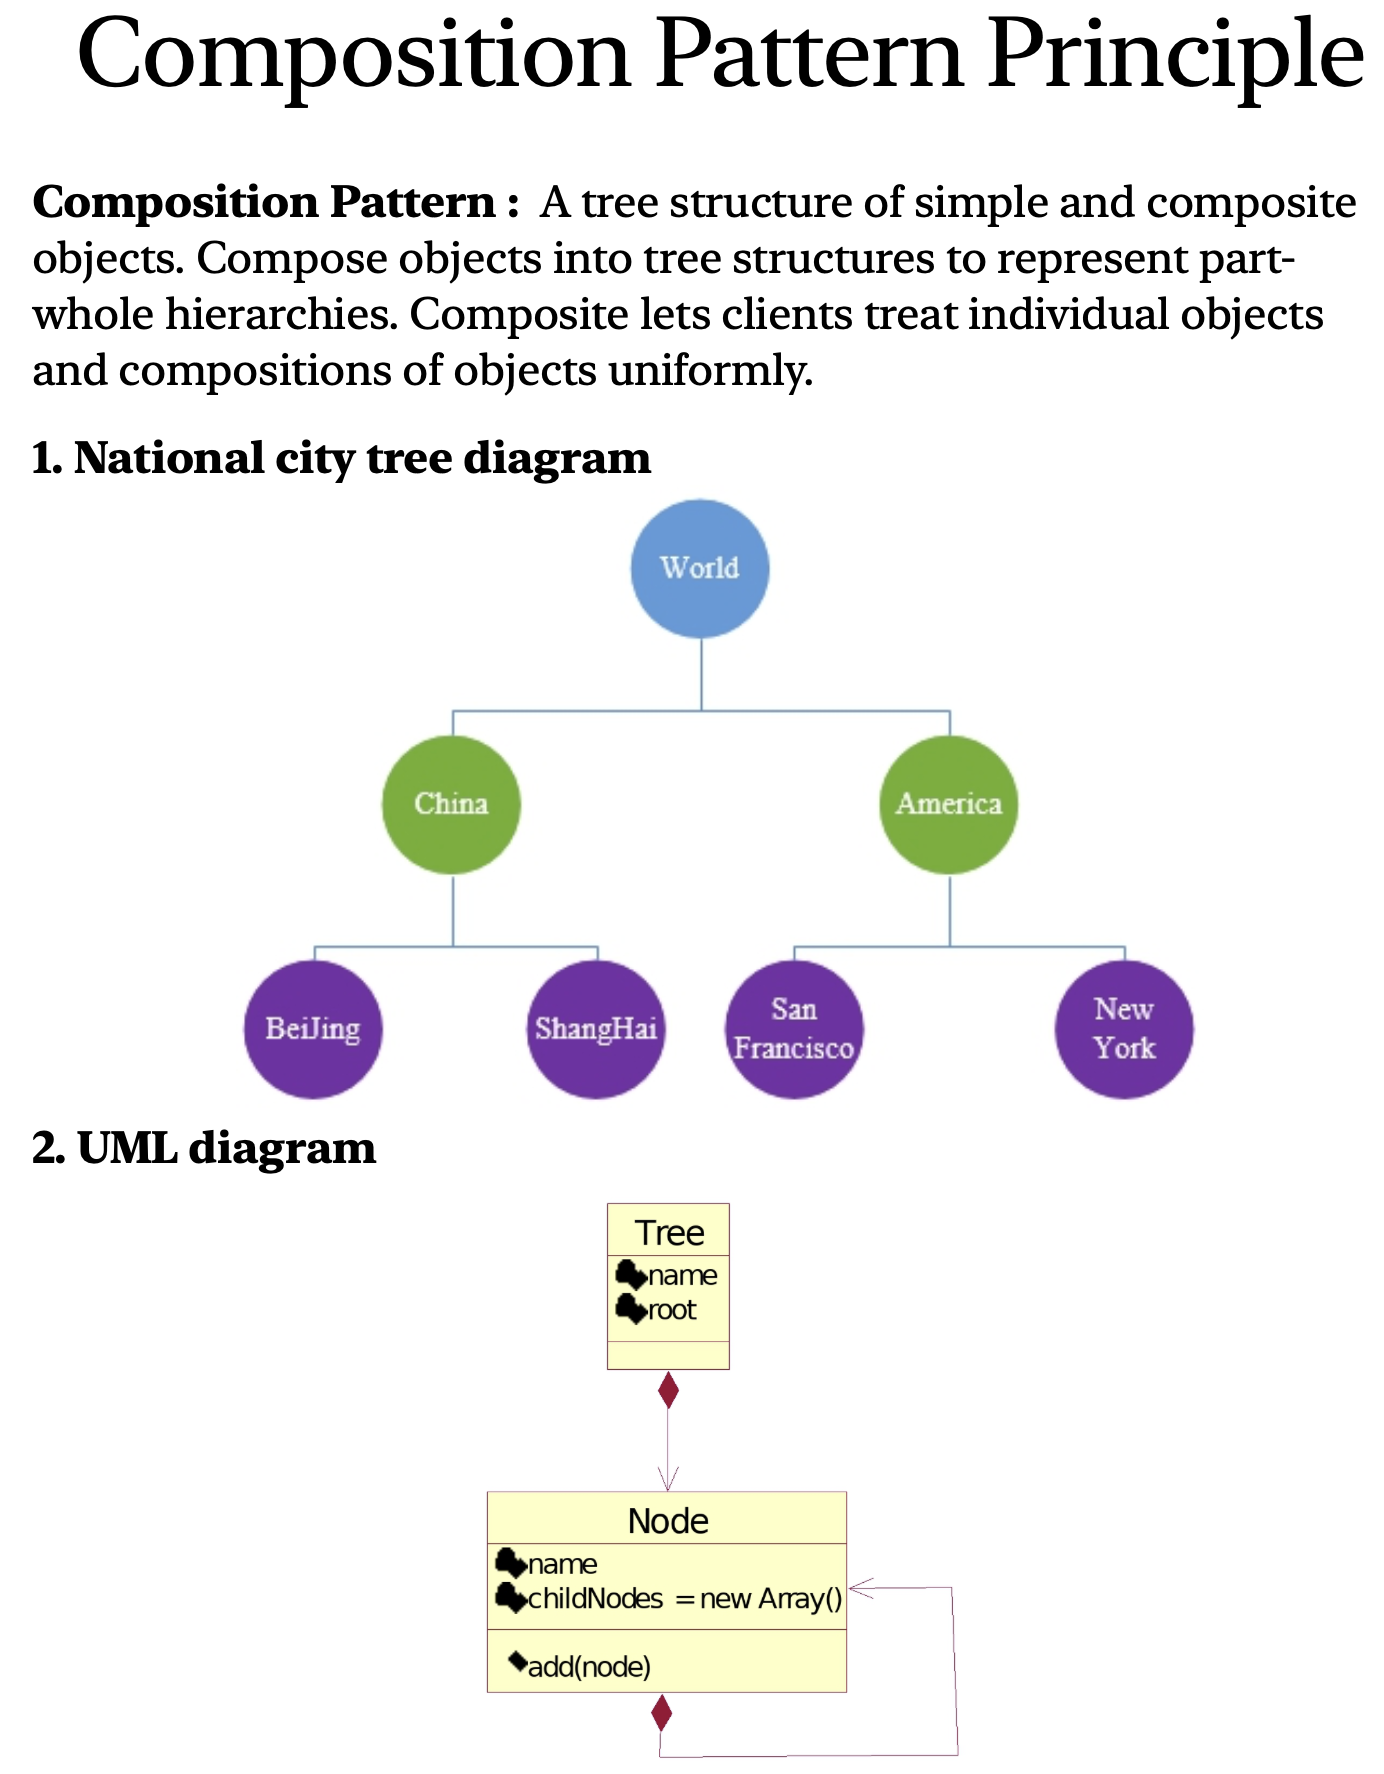 Composition Pattern Principle
Composition Pattern : A tree structure of simple and composite
objects. Compose objects into tree structures to represent part-
whole hierarchies. Composite lets clients treat individual objects
and compositions of objects uniformly.
1. National city tree diagram
World
China
America
BeiJing
ShangHai
San
Francisco
New
York
2. UML diagram
Tree
name
root
Node
name
childNodes = new Array()
add(node)